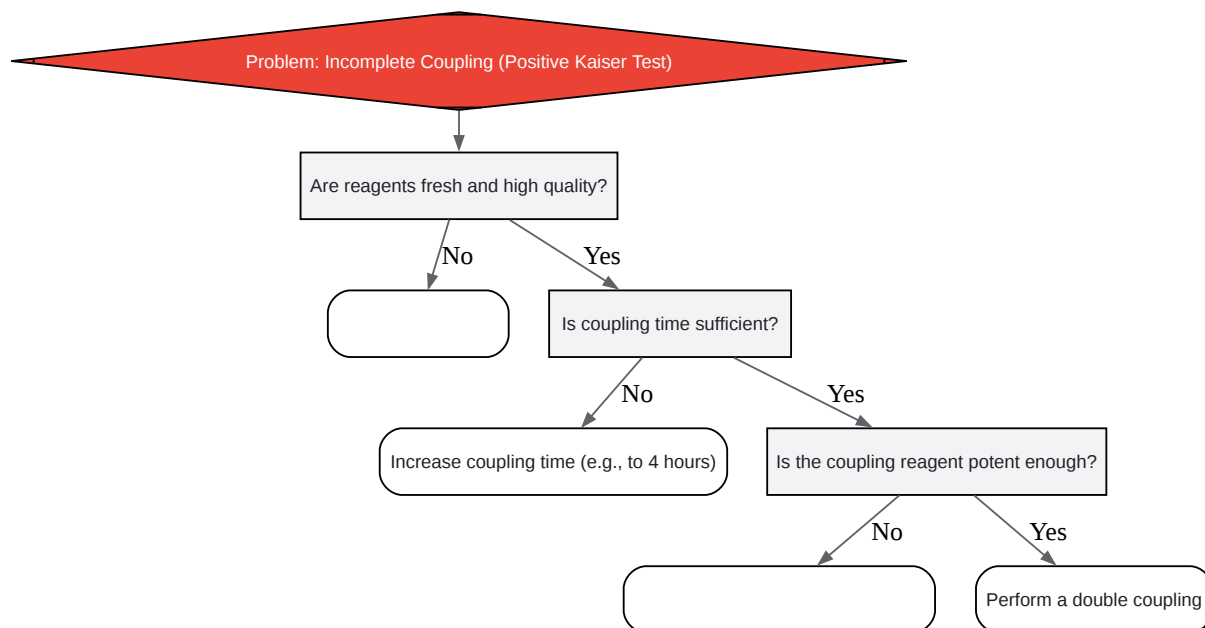 Problem: Incomplete Coupling (Positive Kaiser Test)
Are reagents fresh and high quality?
No
Yes
Is coupling time sufficient?
No
Yes
Increase coupling time (e.g., to 4 hours)
Is the coupling reagent potent enough?
No
Yes
Perform a double coupling